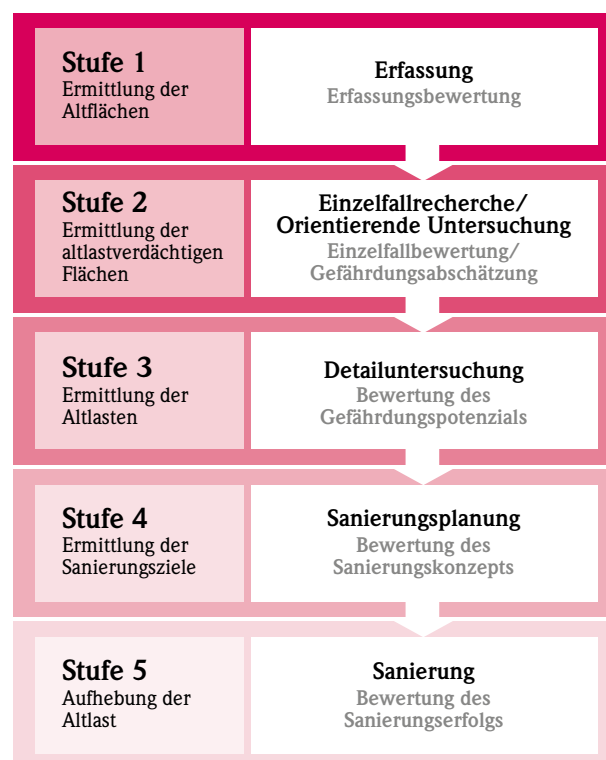 Stufe 1
Ermittlung der
Altflächen
Erfassung
Erfassungsbewertung
Stufe 2
Ermittlung der
altlastverdächtigen
Flächen
Einzelfallrecherche/
Orientierende Untersuchung
Einzelfallbewertung/
Gefährdungsabschätzung
Stufe 3
Ermittlung der
Altlasten
Detailuntersuchung
Bewertung des
Gefährdungspotenzials
Stufe 4
Ermittlung der
Sanierungsziele
Sanierungsplanung
Bewertung des
Sanierungskonzepts
Stufe 5
Aufhebung der
Altlast
Sanierung
Bewertung des
Sanierungserfolgs